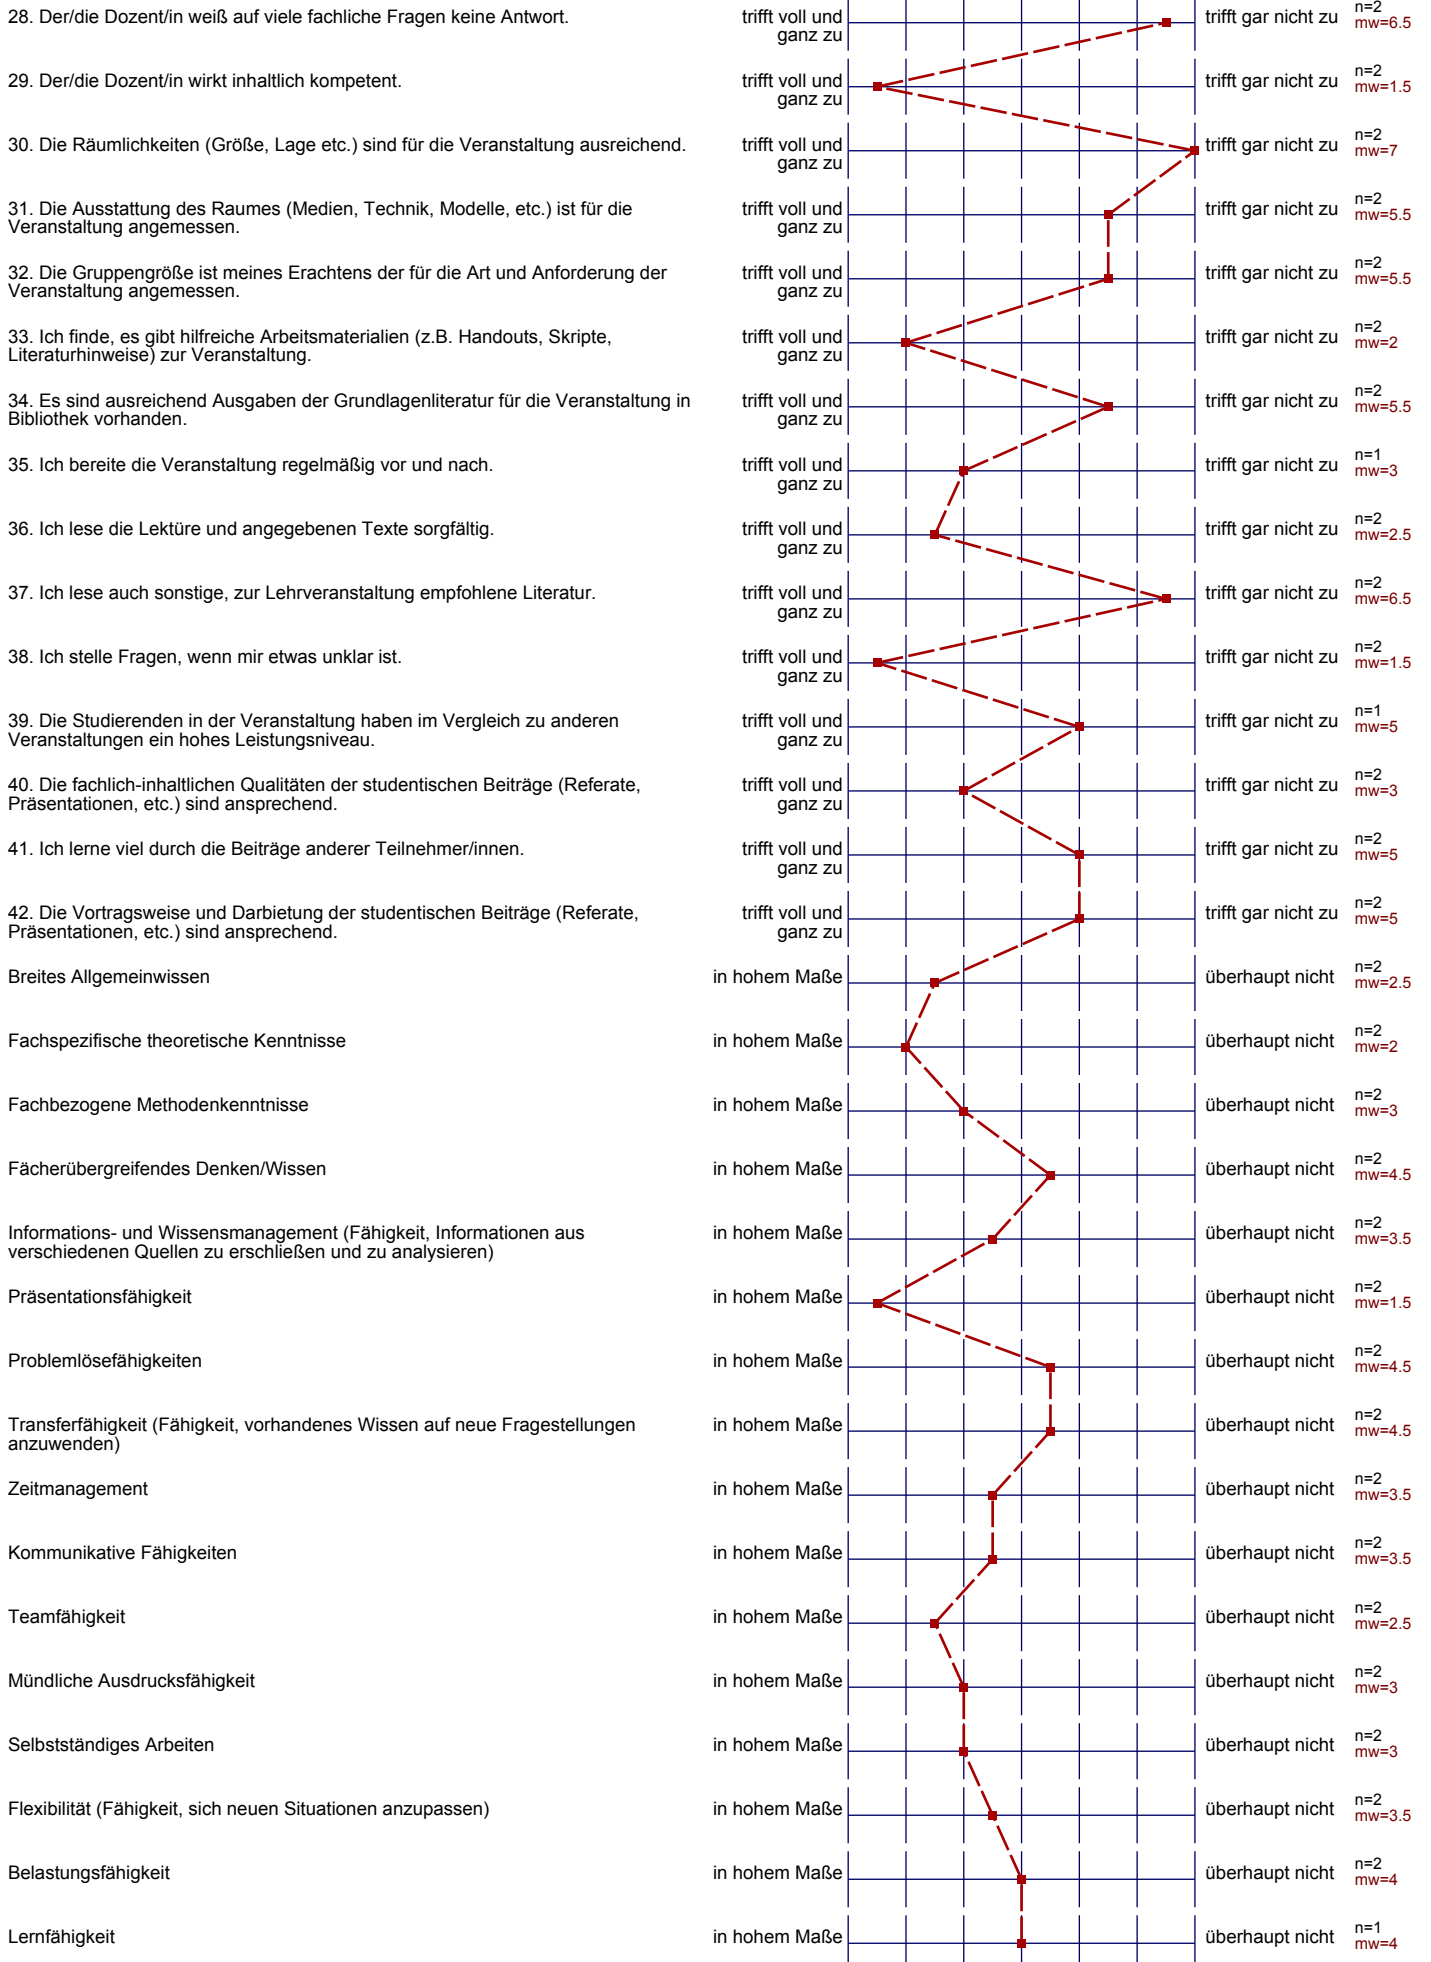 28. Der/die Dozent/in weiß auf viele fachliche Fragen keine Antwort.
trifft voll und
ganz zu
trifft gar nicht zu
n=2
mw=6.5
29. Der/die Dozent/in wirkt inhaltlich kompetent.
trifft voll und
ganz zu
trifft gar nicht zu
n=2
mw=1.5
30. Die Räumlichkeiten (Größe, Lage etc.) sind für die Veranstaltung ausreichend.
trifft voll und
ganz zu
trifft gar nicht zu
n=2
mw=7
31. Die Ausstattung des Raumes (Medien, Technik, Modelle, etc.) ist für die
Veranstaltung angemessen.
trifft voll und
ganz zu
trifft gar nicht zu
n=2
mw=5.5
32. Die Gruppengröße ist meines Erachtens der für die Art und Anforderung der
Veranstaltung angemessen.
trifft voll und
ganz zu
trifft gar nicht zu
n=2
mw=5.5
33. Ich finde, es gibt hilfreiche Arbeitsmaterialien (z.B. Handouts, Skripte,
Literaturhinweise) zur Veranstaltung.
trifft voll und
ganz zu
trifft gar nicht zu
n=2
mw=2
34. Es sind ausreichend Ausgaben der Grundlagenliteratur für die Veranstaltung in
Bibliothek vorhanden.
trifft voll und
ganz zu
trifft gar nicht zu
n=2
mw=5.5
35. Ich bereite die Veranstaltung regelmäßig vor und nach.
trifft voll und
ganz zu
trifft gar nicht zu
n=1
mw=3
36. Ich lese die Lektüre und angegebenen Texte sorgfältig.
trifft voll und
ganz zu
trifft gar nicht zu
n=2
mw=2.5
37. Ich lese auch sonstige, zur Lehrveranstaltung empfohlene Literatur.
trifft voll und
ganz zu
trifft gar nicht zu
n=2
mw=6.5
38. Ich stelle Fragen, wenn mir etwas unklar ist.
trifft voll und
ganz zu
trifft gar nicht zu
n=2
mw=1.5
39. Die Studierenden in der Veranstaltung haben im Vergleich zu anderen
Veranstaltungen ein hohes Leistungsniveau.
trifft voll und
ganz zu
trifft gar nicht zu
n=1
mw=5
40. Die fachlich-inhaltlichen Qualitäten der studentischen Beiträge (Referate,
Präsentationen, etc.) sind ansprechend.
trifft voll und
ganz zu
trifft gar nicht zu
n=2
mw=3
41. Ich lerne viel durch die Beiträge anderer Teilnehmer/innen.
trifft voll und
ganz zu
trifft gar nicht zu
n=2
mw=5
42. Die Vortragsweise und Darbietung der studentischen Beiträge (Referate,
Präsentationen, etc.) sind ansprechend.
trifft voll und
ganz zu
trifft gar nicht zu
n=2
mw=5
Breites Allgemeinwissen
in hohem Maße
überhaupt nicht
n=2
mw=2.5
Fachspezifische theoretische Kenntnisse
in hohem Maße
überhaupt nicht
n=2
mw=2
Fachbezogene Methodenkenntnisse
in hohem Maße
überhaupt nicht
n=2
mw=3
Fächerübergreifendes Denken/Wissen
in hohem Maße
überhaupt nicht
n=2
mw=4.5
Informations- und Wissensmanagement (Fähigkeit, Informationen aus
verschiedenen Quellen zu erschließen und zu analysieren)
in hohem Maße
überhaupt nicht
n=2
mw=3.5
Präsentationsfähigkeit
in hohem Maße
überhaupt nicht
n=2
mw=1.5
Problemlösefähigkeiten
in hohem Maße
überhaupt nicht
n=2
mw=4.5
Transferfähigkeit (Fähigkeit, vorhandenes Wissen auf neue Fragestellungen
anzuwenden)
in hohem Maße
überhaupt nicht
n=2
mw=4.5
Zeitmanagement
in hohem Maße
überhaupt nicht
n=2
mw=3.5
Kommunikative Fähigkeiten
in hohem Maße
überhaupt nicht
n=2
mw=3.5
Teamfähigkeit
in hohem Maße
überhaupt nicht
n=2
mw=2.5
Mündliche Ausdrucksfähigkeit
in hohem Maße
überhaupt nicht
n=2
mw=3
Selbstständiges Arbeiten
in hohem Maße
überhaupt nicht
n=2
mw=3
Flexibilität (Fähigkeit, sich neuen Situationen anzupassen)
in hohem Maße
überhaupt nicht
n=2
mw=3.5
Belastungsfähigkeit
in hohem Maße
überhaupt nicht
n=2
mw=4
Lernfähigkeit
in hohem Maße
überhaupt nicht
n=1
mw=4